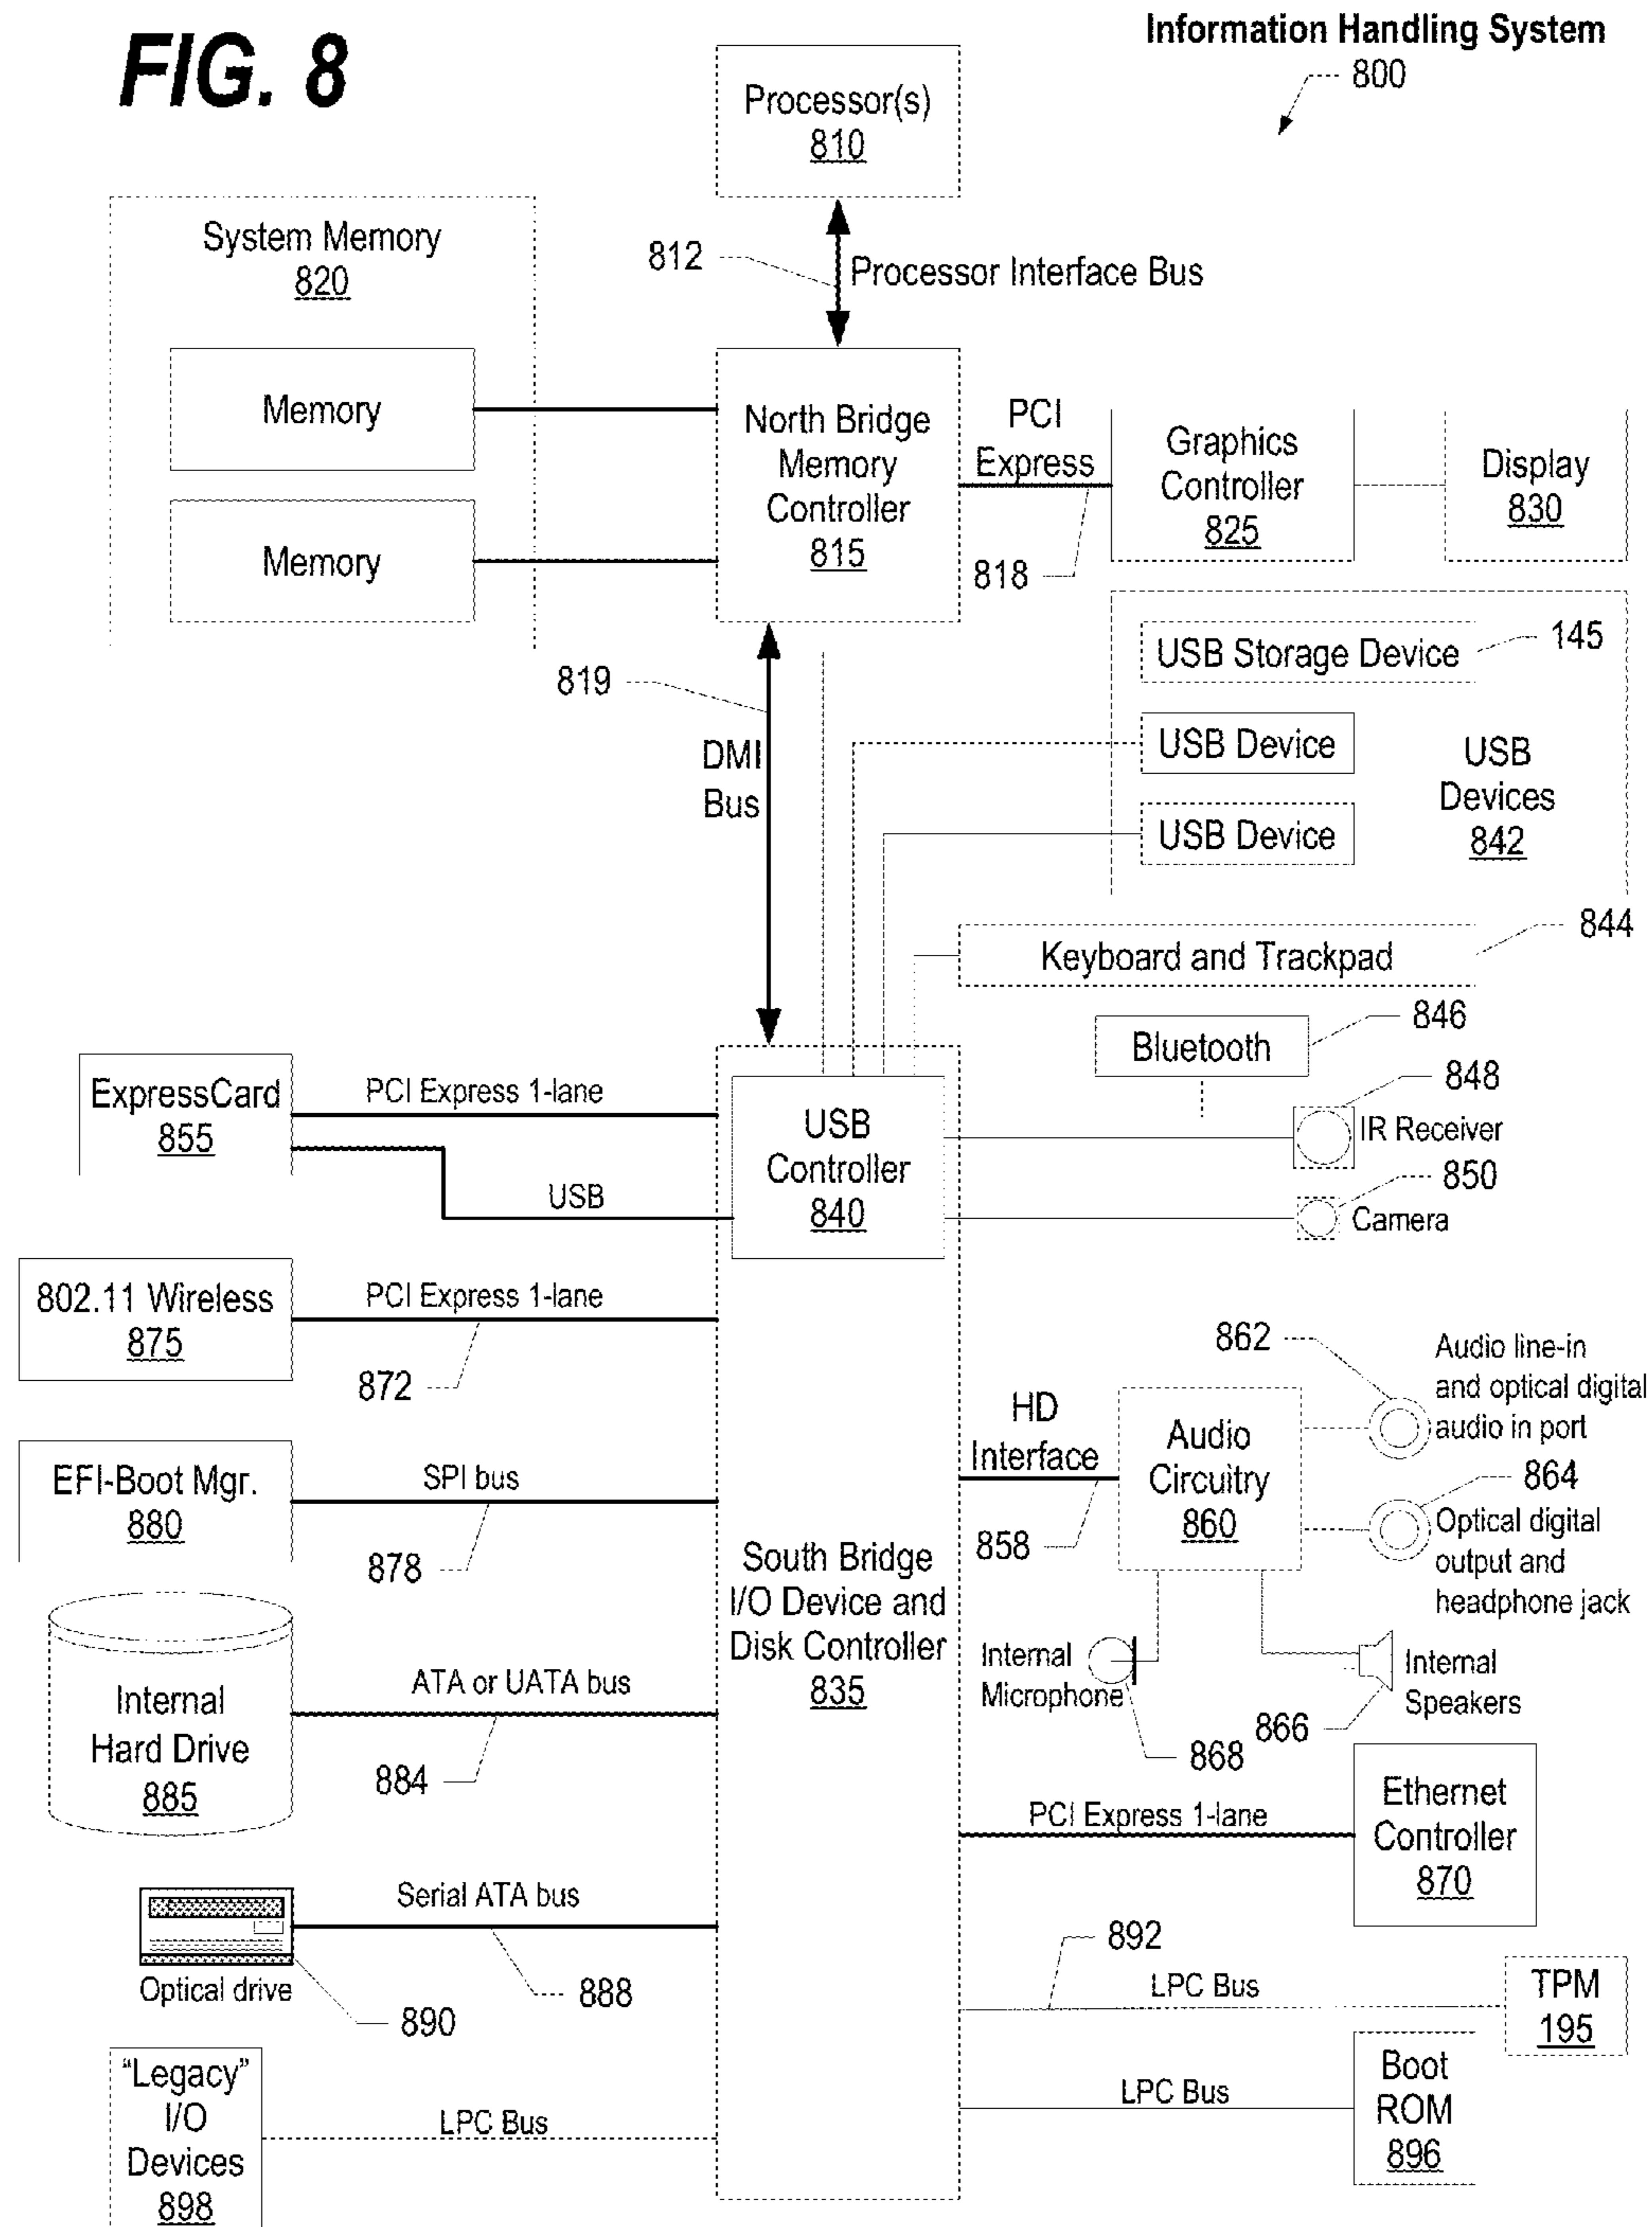 FIG. 8
Information Handling System
800
Processor(s)
810
812
Processor Interface Bus
System Memory
820
Memory
Memory
North Bridge
Memory
Controller
815
PCI
Express
818
Graphics
Controller
825
Display
830
USB Storage Device
145
USB Device
USB Device
USB
Devices
842
819
DMI
Bus
Keyboard and Trackpad
844
Bluetooth
846
848
IR Receiver
850
Camera
ExpressCard
855
PCI Express 1-lane
USB
USB
Controller
840
802.11 Wireless
875
PCI Express 1-lane
872
EFI-Boot Mgr.
880
SPI bus
878
South Bridge
I/O Device and
Disk Controller
835
HD
Interface
858
Audio
Circuitry
860
862
Audio line-in
and optical digital
audio in port
864
Optical digital
output and
headphone jack
Internal
Microphone
868
866
Internal
Speakers
Internal
Hard Drive
885
ATA or UATA bus
884
PCI Express 1-lane
Ethernet
Controller
870
Optical drive
890
Serial ATA bus
888
892
LPC Bus
TPM
195
"Legacy"
I/O
Devices
898
LPC Bus
LPC Bus
Boot
ROM
896